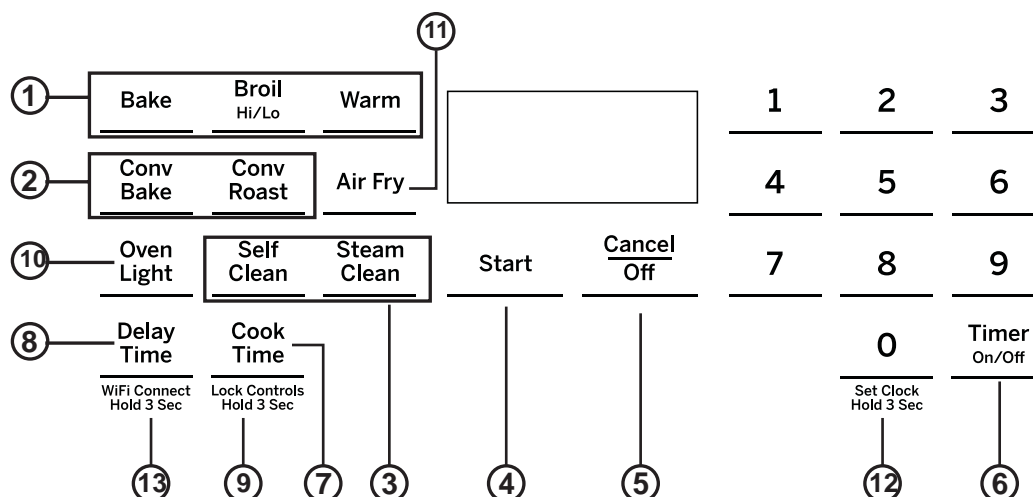 11
1
Bake
Broil
Hi/Lo
Warm
1
2
3
2
Conv
Bake
Conv
Roast
Air Fry
4
5
6
10
Oven
Light
Self
Clean
Steam
Clean
Start
Cancel
Off
7
8
9
8
Delay
Time
Cook
Time
0
Timer
On/Off
WiFi Connect
Hold 3 Sec
Lock Controls
Hold 3 Sec
Set Clock
Hold 3 Sec
13
9
7
3
4
5
12
6